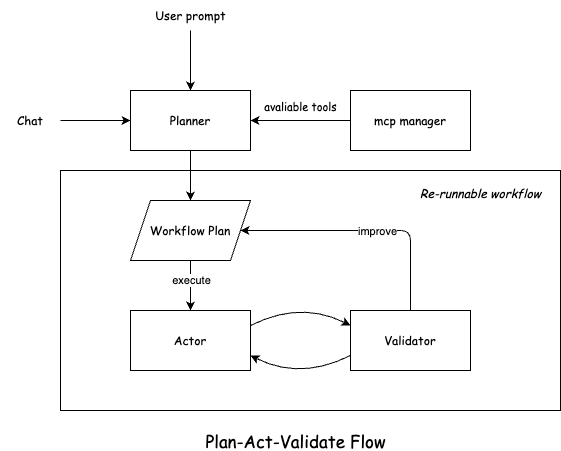 User prompt
avaliable tools
Chat
Planner
mcp manager
Re-runnable workflow
Workflow Plan
improve
execute
Actor
Validator
Plan-Act-Validate Flow